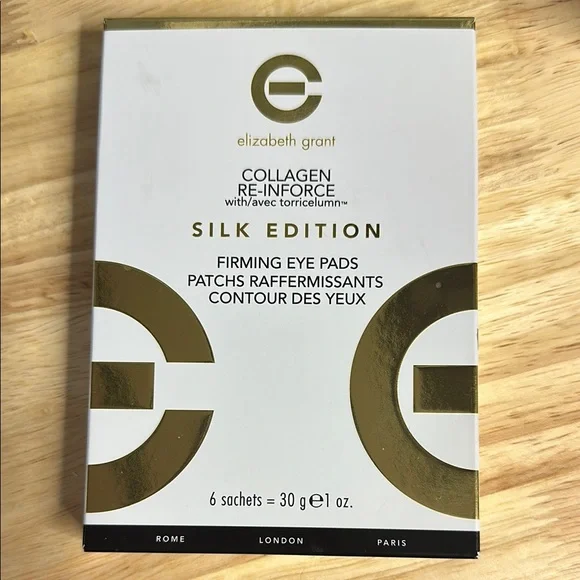 elizabeth grant
COLLAGEN
RE-INFORCE
with/avec torricelumn™
SILK EDITION
FIRMING EYE PADS
PATCHS RAFFERMISSANTS
CONTOUR DES YEUX
6 sachets = 30 g ℮ 1 oz.
ROME LONDON PARIS